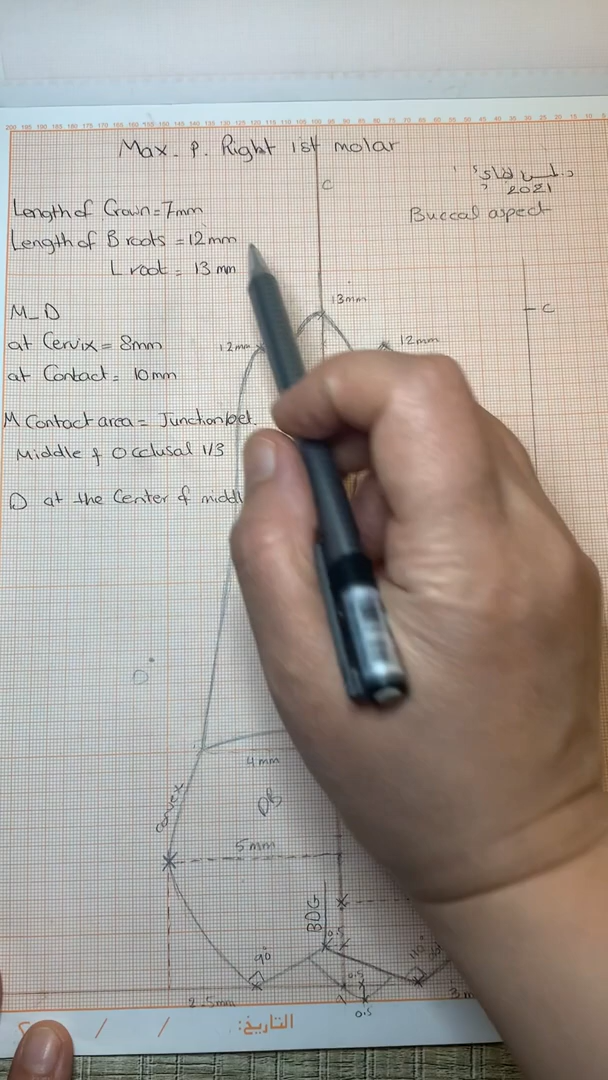 Max. P. Right 1st molar
2021
C
Buccal aspect
Length of Crown = 7mm
Length of B roots = 12mm
L root = 13 mm
13mm
C
M_D
at Cervix = 8mm
12mm
12mm
at Contact = 10mm
M Contact area = Junction bet.
Middle & Occlusal 1/3
D at the Center of middl
D
4mm
DB
convex
5mm
BDG
0.5
90°
110°
0.5
2.5mm
3 m
0.5
التاريخ: / /